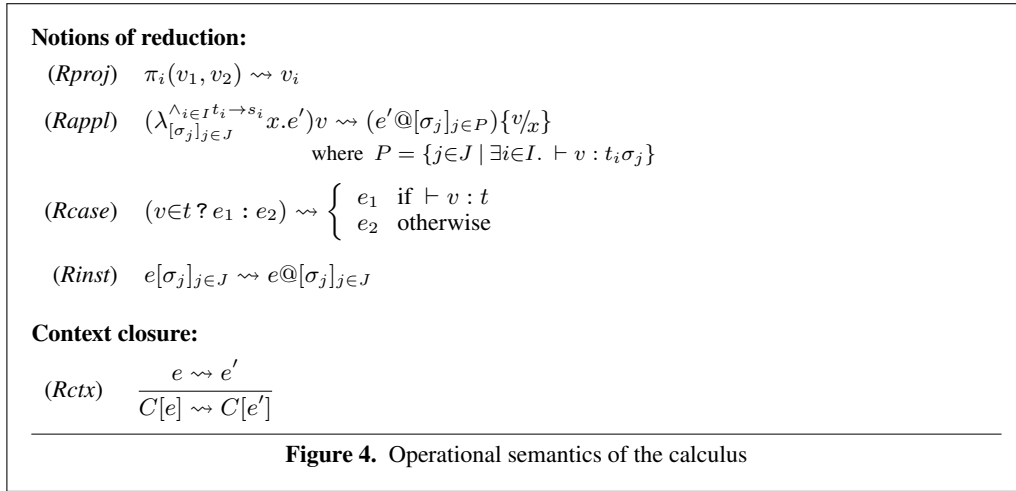 Notions of reduction:
(Rproj) π_i(v_1, v_2) ⇝ v_i
(Rappl) (λ^{∧_{i∈I} t_i→s_i}_{[σ_j]_{j∈J}} x.e′)v ⇝ (e′@[σ_j]_{j∈P}){v/x}
where P = {j∈J | ∃i∈I. ⊢ v : t_iσ_j}
(Rcase) (v∈t ? e_1 : e_2) ⇝ { e_1 if ⊢ v : t
e_2 otherwise
(Rinst) e[σ_j]_{j∈J} ⇝ e@[σ_j]_{j∈J}
Context closure:
(Rctx) e ⇝ e′
C[e] ⇝ C[e′]
Figure 4. Operational semantics of the calculus